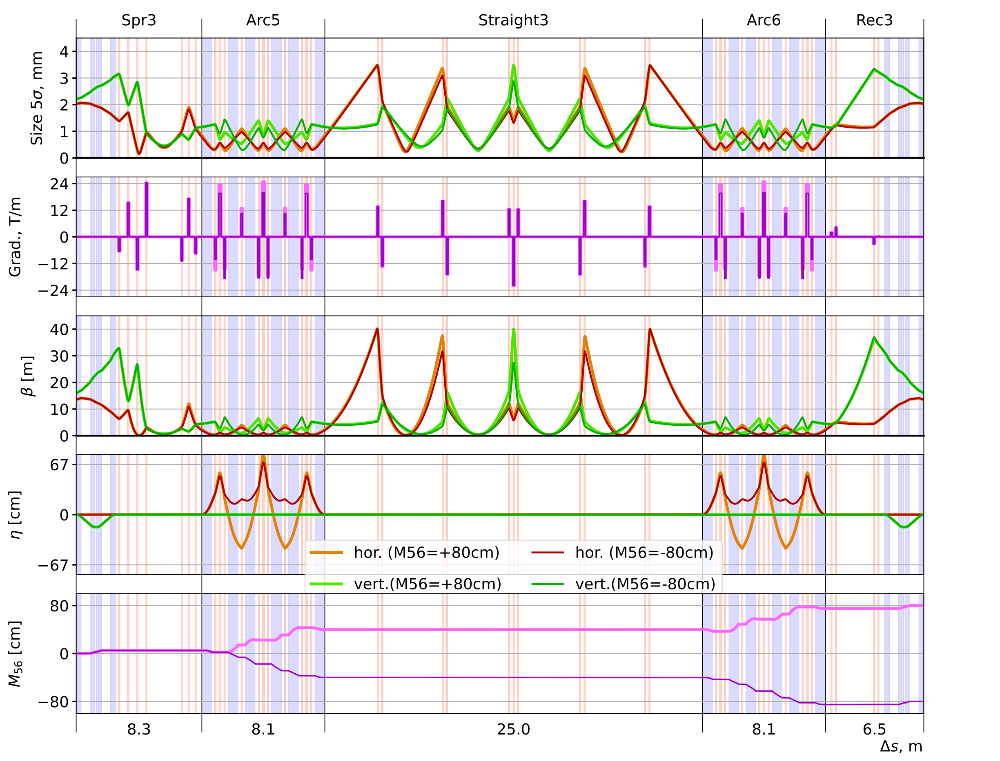 Spr3 Arc5 Straight3 Arc6 Rec3
Size 5σ, mm
4
3
2
1
0
Grad., T/m
24
12
0
−12
−24
β [m]
40
30
20
10
0
η [cm]
67
0
−67
hor. (M56=+80cm) hor. (M56=-80cm)
vert.(M56=+80cm) vert.(M56=-80cm)
M56 [cm]
80
0
−80
8.3 8.1 25.0 8.1 6.5
Δs, m